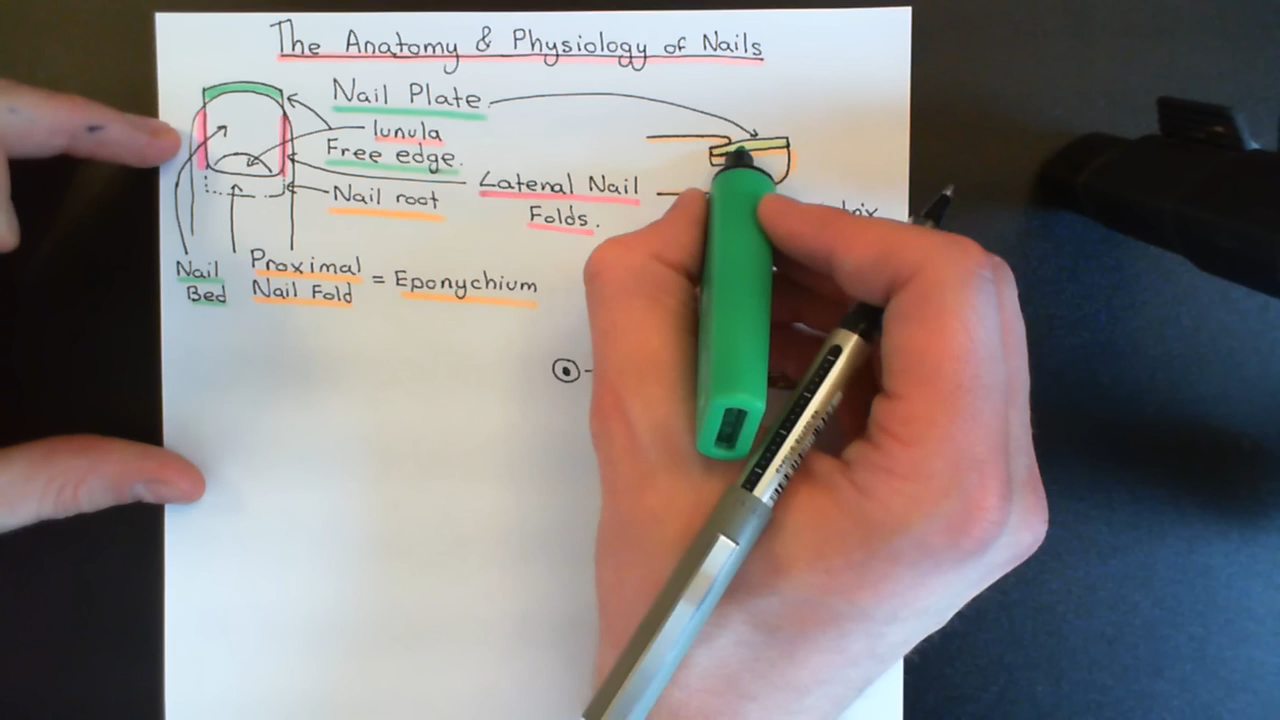 The Anatomy & Physiology of Nails
Nail Plate
lunula
Free edge.
Latenal Nail
Folds.
Nail root
Nail
Bed
Proximal
Nail Fold
= Eponychium